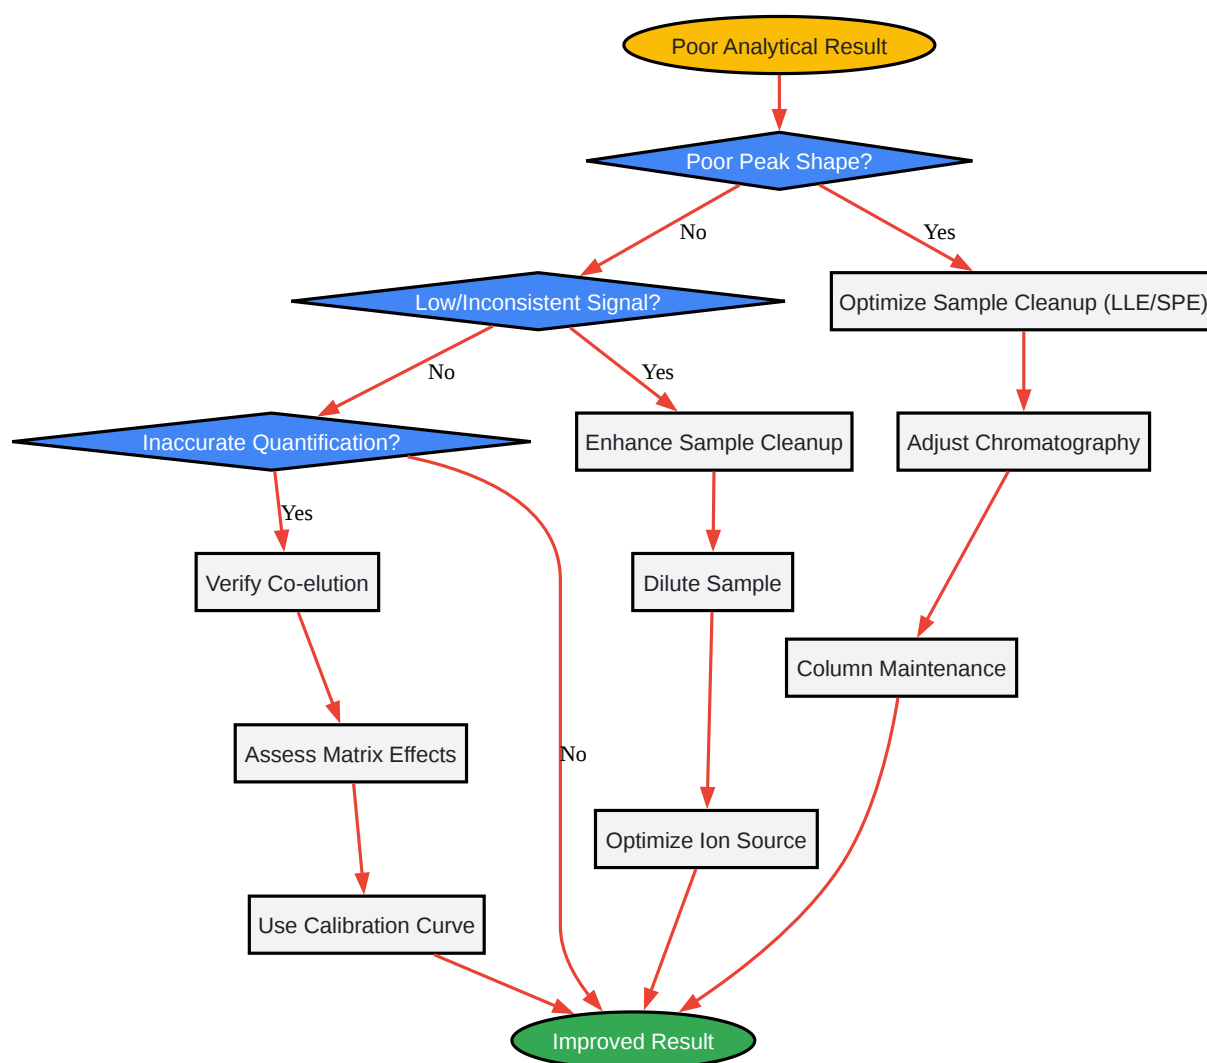 Poor Analytical Result
Poor Peak Shape?
No
Yes
Low/Inconsistent Signal?
Optimize Sample Cleanup (LLE/SPE)
No
Yes
Inaccurate Quantification?
Enhance Sample Cleanup
Adjust Chromatography
Yes
Verify Co-elution
Dilute Sample
Column Maintenance
Assess Matrix Effects
No
Optimize Ion Source
Use Calibration Curve
Improved Result